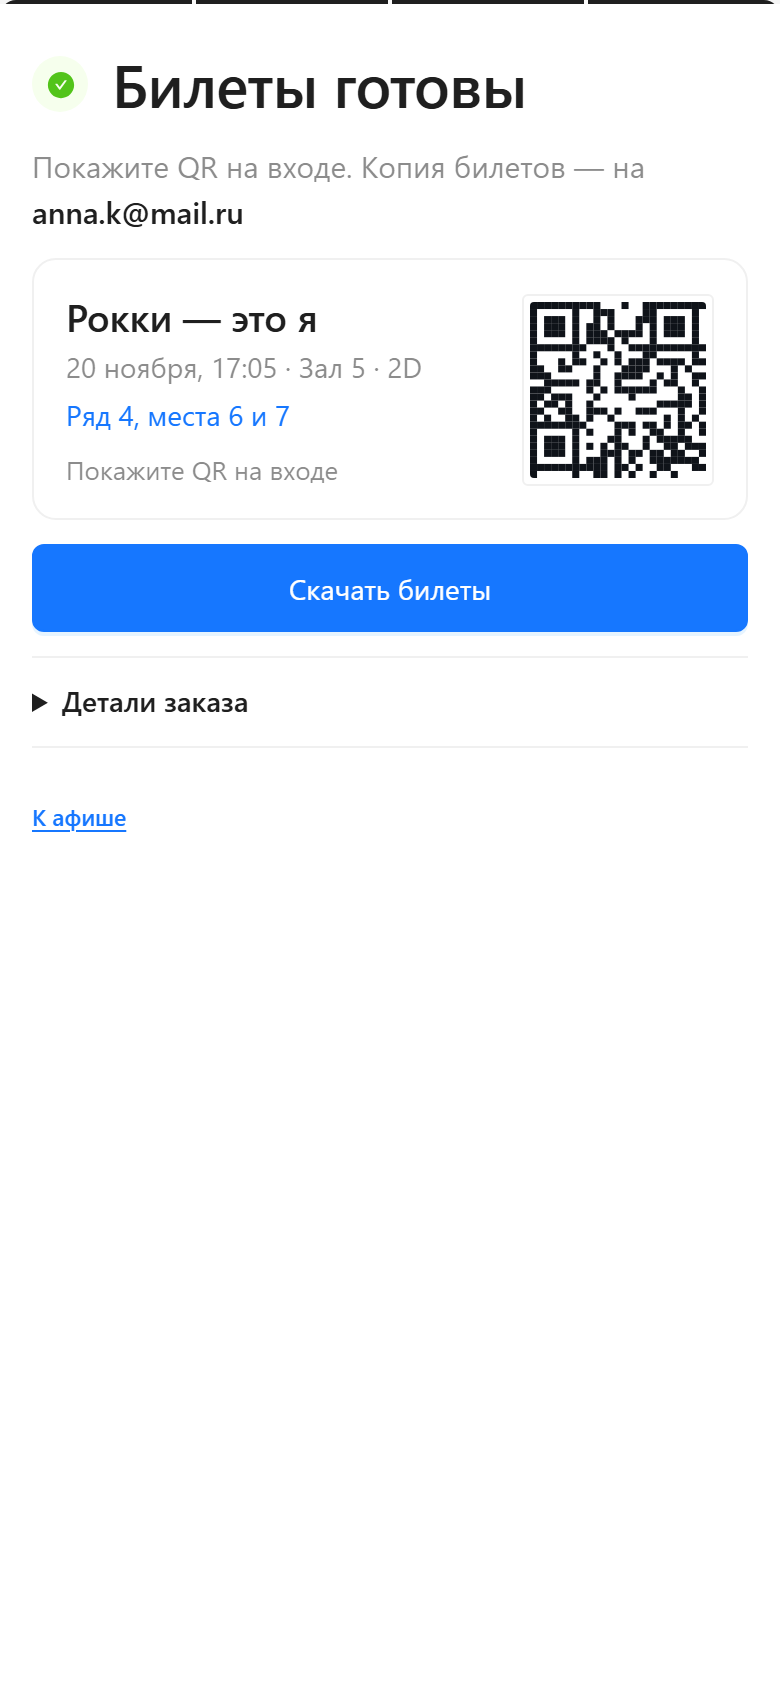 Билеты готовы
Покажите QR на входе. Копия билетов — на
anna.k@mail.ru
Рокки — это я
20 ноября, 17:05 · Зал 5 · 2D
Ряд 4, места 6 и 7
Покажите QR на входе
Скачать билеты
Детали заказа
К афише